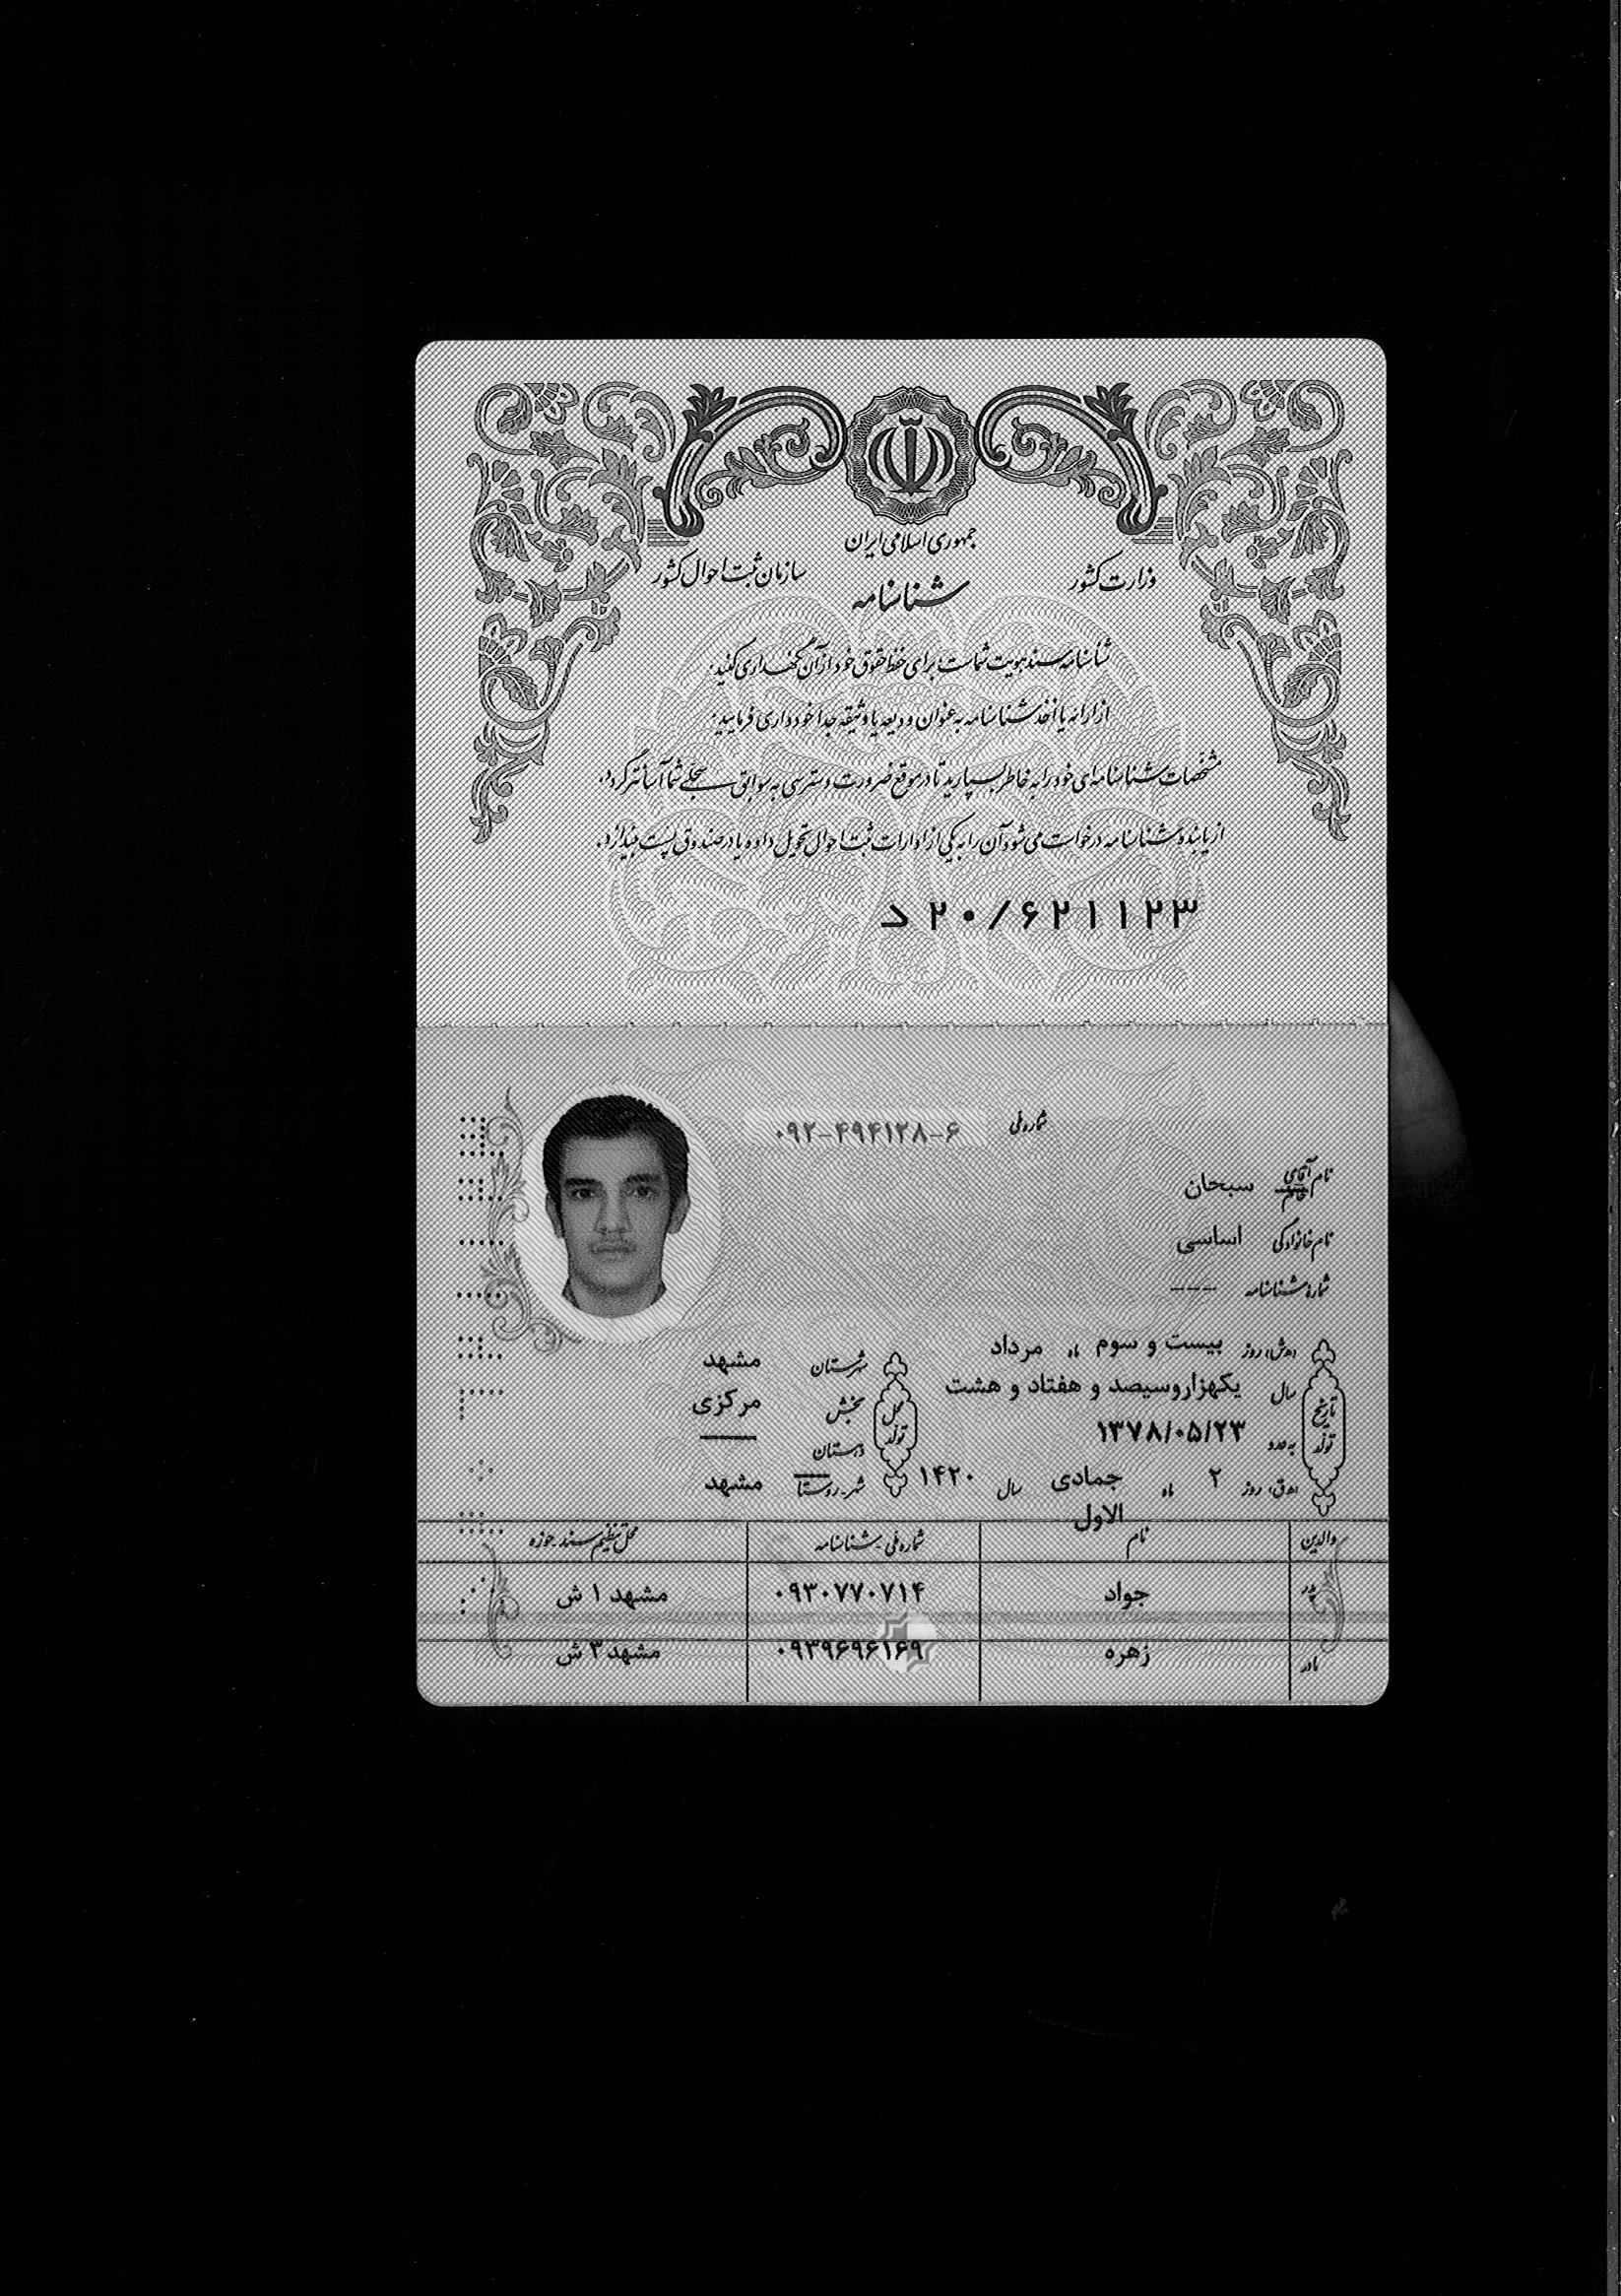 جمهوری اسلامی ایران
وزارت کشور
سازمان ثبت احوال کشور
شناسنامه
شناسنامه سند هویت شماست برای حفظ حقوق خود از آن نگهداری کنید.
از ارائه یا اخذ شناسنامه به عنوان ودیعه یا وثیقه جدا خودداری فرمایید.
مشخصات شناسنامه‌ای خود را به خاطر بسپارید تا در موقع ضرورت دسترسی به سوابق سجلی شما آسانتر گردد.
از یابنده شناسنامه درخواست می‌شود آن را به یکی از ادارات ثبت احوال تحویل داده یا در صندوق پست بیندازد.
د ۲۰/۶۲۱۱۲۳
شماره ملی ۰۹۲-۴۹۴۱۲۸-۶
نام آقای خانم سبحان
نام خانوادگی اساسی
شماره شناسنامه ---
تاریخ تولد
(ه‍.ش) روز بیست و سوم ماه مرداد
سال یکهزاروسیصد و هفتاد و هشت
به عدد ۱۳۷۸/۰۵/۲۳
(ه‍.ق) روز ۲ ماه جمادی الاول سال ۱۴۲۰
محل تولد
شهرستان مشهد
بخش مرکزی
دهستان ——
شهر-روستا مشهد
والدین نام شماره ملی-شناسنامه محل تنظیم سند-حوزه
پدر جواد ۰۹۳۰۷۷۰۷۱۴ مشهد ۱ ش
مادر زهره ۰۹۳۹۶۹۶۱۶۹ مشهد ۳ ش